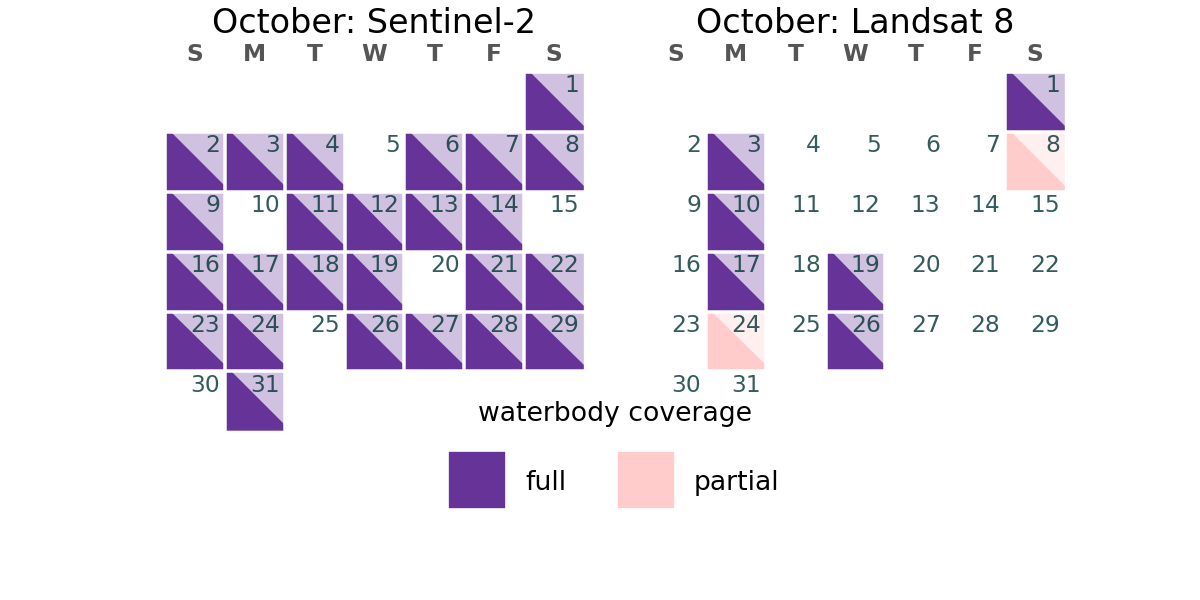 October: Sentinel-2
S M T W T F S
1
2 3 4 5 6 7 8
9 10 11 12 13 14 15
16 17 18 19 20 21 22
23 24 25 26 27 28 29
30 31
October: Landsat 8
S M T W T F S
1
2 3 4 5 6 7 8
9 10 11 12 13 14 15
16 17 18 19 20 21 22
23 24 25 26 27 28 29
30 31
waterbody coverage
full partial